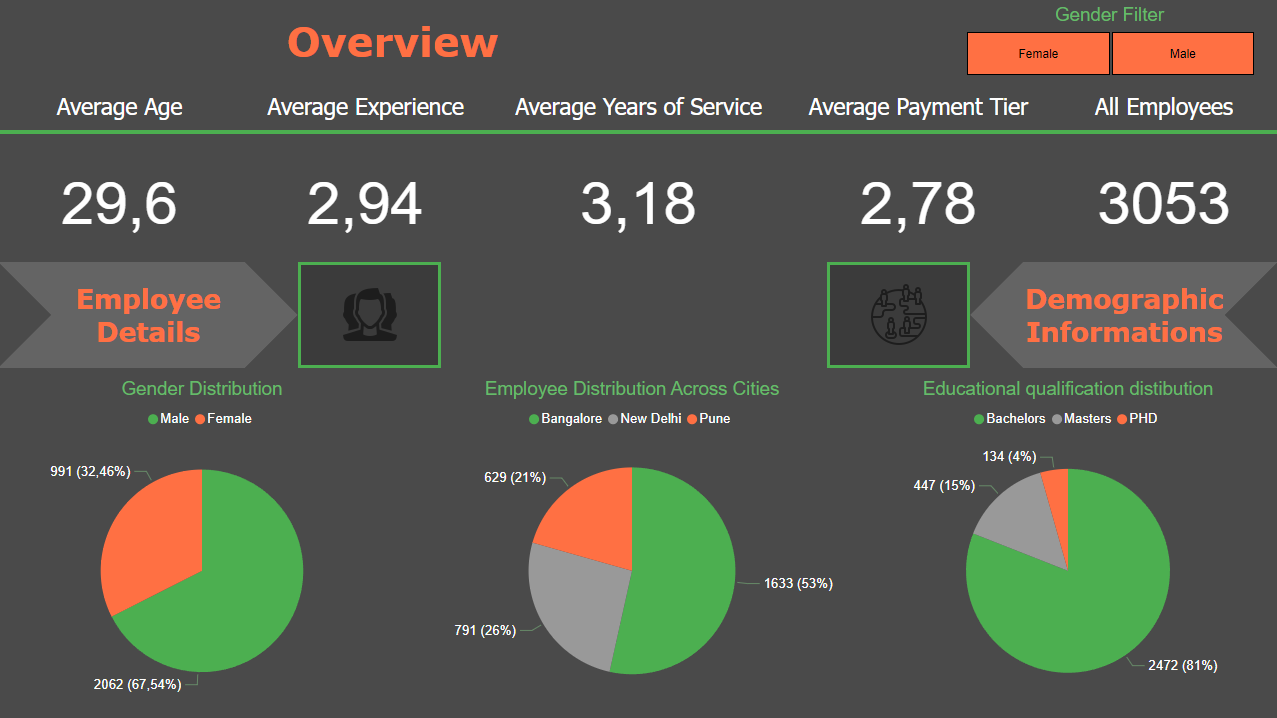 Overview
Gender Filter
Female
Male
Average Age
Average Experience
Average Years of Service
Average Payment Tier
All Employees
29,6
2,94
3,18
2,78
3053
Employee
Details
Demographic
Informations
Gender Distribution
Male Female
991 (32,46%)
2062 (67,54%)
Employee Distribution Across Cities
Bangalore New Delhi Pune
629 (21%)
1633 (53%)
791 (26%)
Educational qualification distibution
Bachelors Masters PHD
134 (4%)
447 (15%)
2472 (81%)